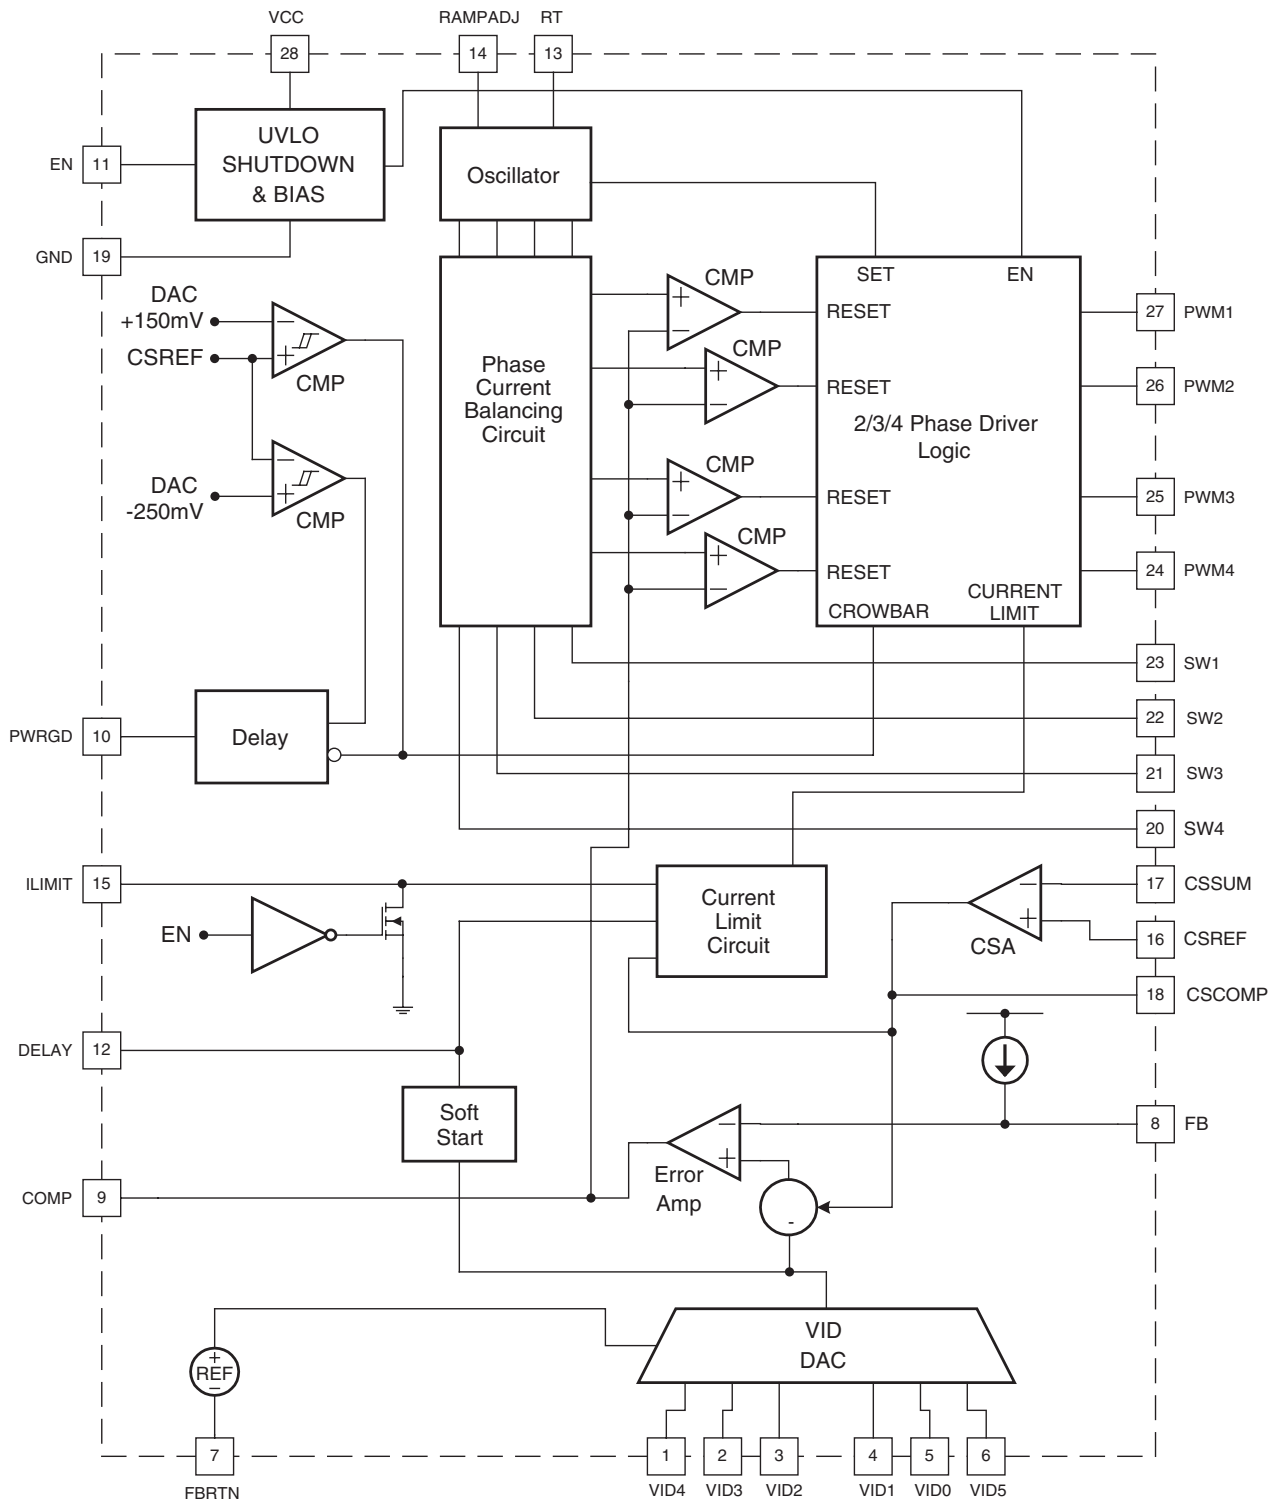 VCC
RAMPADJ
RT
28
14
13
UVLO
SHUTDOWN
& BIAS
EN
11
Oscillator
GND
19
SET
EN
DAC
+150mV
CSREF
−
+
CMP
CMP
+
−
RESET
27
PWM1
Phase
Current
Balancing
Circuit
CMP
+
−
RESET
26
PWM2
2/3/4 Phase Driver
Logic
DAC
-250mV
−
+
CMP
CMP
+
−
RESET
25
PWM3
CMP
+
−
RESET
24
PWM4
CROWBAR
CURRENT
LIMIT
23
SW1
22
SW2
PWRGD
10
Delay
21
SW3
20
SW4
ILIMIT
15
Current
Limit
Circuit
−
+
CSA
17
CSSUM
EN
16
CSREF
18
CSCOMP
DELAY
12
Soft
Start
−
+
Error
Amp
8
FB
COMP
9
-
VID
DAC
+
REF
−
7
FBRTN
1
2
3
4
5
6
VID4
VID3
VID2
VID1
VID0
VID5